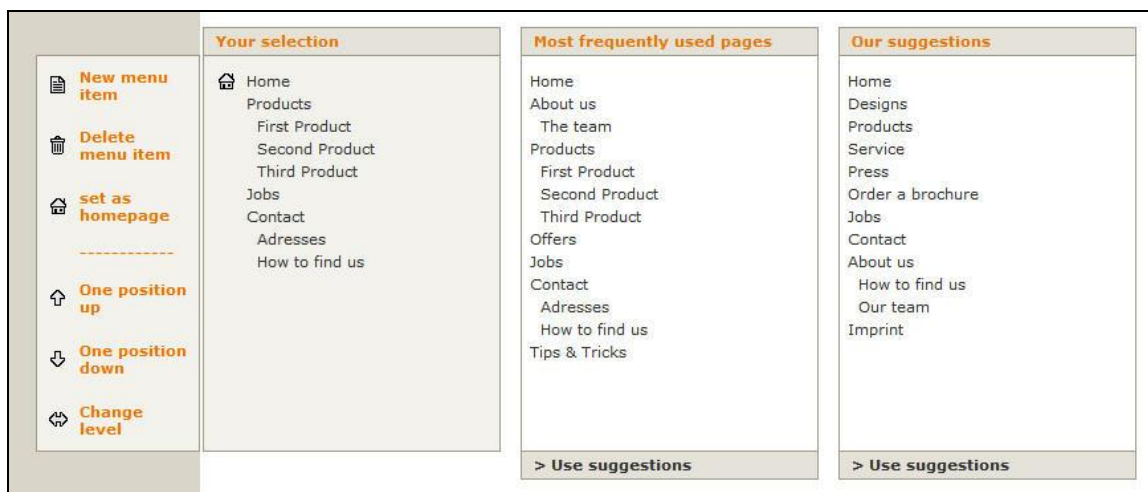 Your selection
Most frequently used pages
Our suggestions
New menu
item
Delete
menu item
set as
homepage
------------
One position
up
One position
down
Change
level
Home
Products
First Product
Second Product
Third Product
Jobs
Contact
Adresses
How to find us
Home
About us
The team
Products
First Product
Second Product
Third Product
Offers
Jobs
Contact
Adresses
How to find us
Tips & Tricks
> Use suggestions
Home
Designs
Products
Service
Press
Order a brochure
Jobs
Contact
About us
How to find us
Our team
Imprint
> Use suggestions